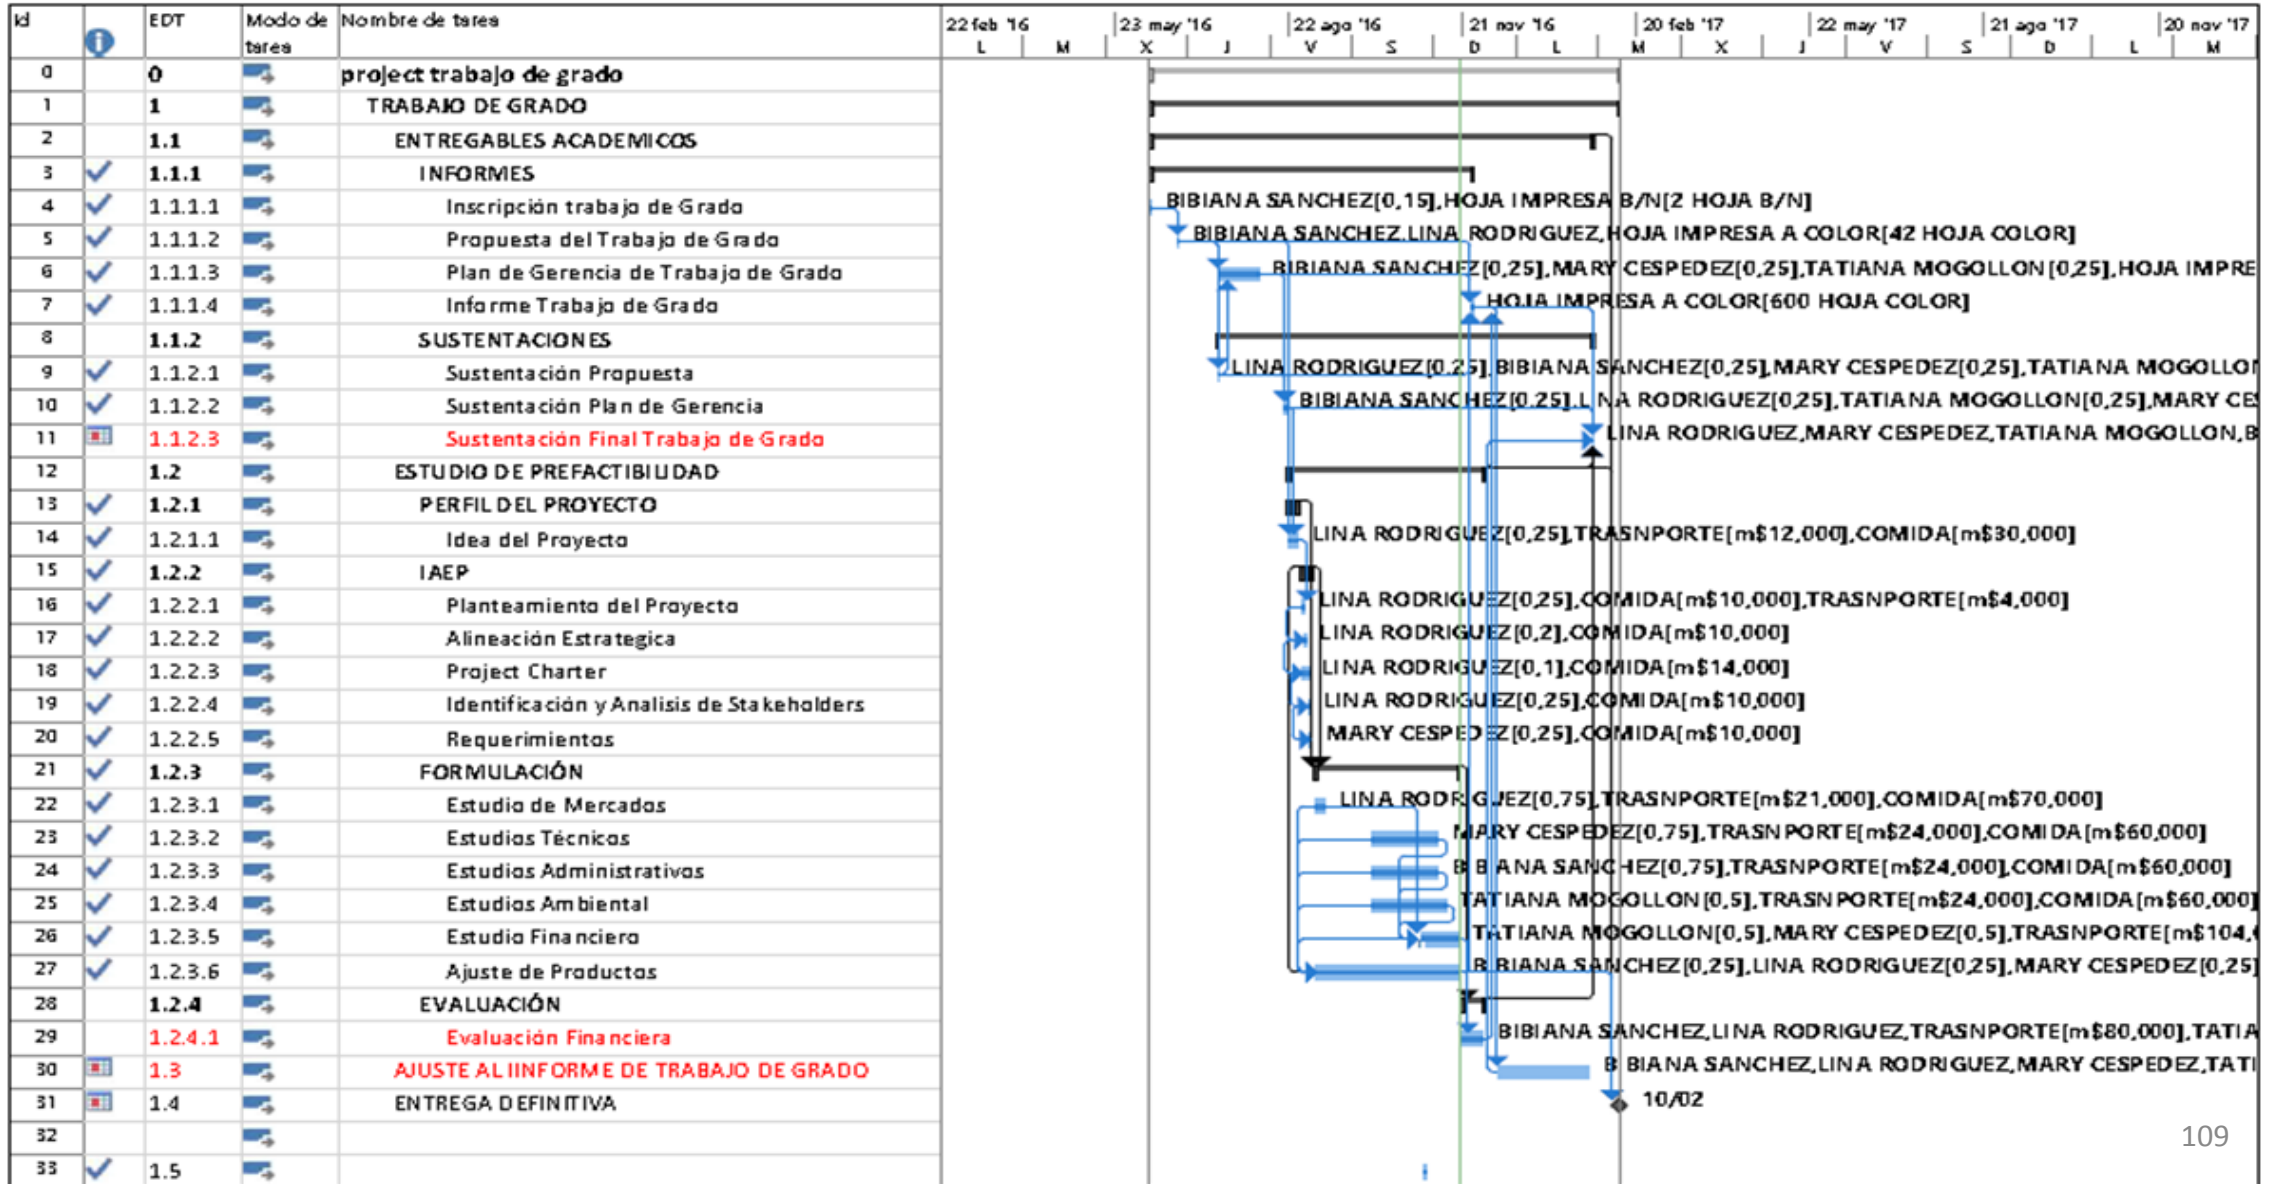 Id EDT Modo de tarea Nombre de tarea 22 feb '16 23 may '16 22 ago '16 21 nov '16 20 feb '17 22 may '17 21 ago '17 20 nov '17
L M X J V S D L M X J V S D L M
0 0 project trabajo de grado
1 1 TRABAJO DE GRADO
2 1.1 ENTREGABLES ACADEMICOS
3 1.1.1 INFORMES
4 1.1.1.1 Inscripción trabajo de Grado BIBIANA SANCHEZ[0,15],HOJA IMPRESA B/N[2 HOJA B/N]
5 1.1.1.2 Propuesta del Trabajo de Grado BIBIANA SANCHEZ,LINA RODRIGUEZ,HOJA IMPRESA A COLOR[42 HOJA COLOR]
6 1.1.1.3 Plan de Gerencia de Trabajo de Grado BIBIANA SANCHEZ[0,25],MARY CESPEDEZ[0,25],TATIANA MOGOLLON[0,25],HOJA IMPRE
7 1.1.1.4 Informe Trabajo de Grado HOJA IMPRESA A COLOR[600 HOJA COLOR]
8 1.1.2 SUSTENTACIONES
9 1.1.2.1 Sustentación Propuesta LINA RODRIGUEZ[0,25],BIBIANA SANCHEZ[0,25],MARY CESPEDEZ[0,25],TATIANA MOGOLLON
10 1.1.2.2 Sustentación Plan de Gerencia BIBIANA SANCHEZ[0,25],LINA RODRIGUEZ[0,25],TATIANA MOGOLLON[0,25],MARY CES
11 1.1.2.3 Sustentación Final Trabajo de Grado LINA RODRIGUEZ,MARY CESPEDEZ,TATIANA MOGOLLON,B
12 1.2 ESTUDIO DE PREFACTIBILIDAD
13 1.2.1 PERFIL DEL PROYECTO
14 1.2.1.1 Idea del Proyecto LINA RODRIGUEZ[0,25],TRASNPORTE[m$12,000],COMIDA[m$30,000]
15 1.2.2 IAEP
16 1.2.2.1 Planteamiento del Proyecto LINA RODRIGUEZ[0,25],COMIDA[m$10,000],TRASNPORTE[m$4,000]
17 1.2.2.2 Alineación Estrategica LINA RODRIGUEZ[0,2],COMIDA[m$10,000]
18 1.2.2.3 Project Charter LINA RODRIGUEZ[0,1],COMIDA[m$14,000]
19 1.2.2.4 Identificación y Analisis de Stakeholders LINA RODRIGUEZ[0,25],COMIDA[m$10,000]
20 1.2.2.5 Requerimientos MARY CESPEDEZ[0,25],COMIDA[m$10,000]
21 1.2.3 FORMULACIÓN
22 1.2.3.1 Estudio de Mercados LINA RODRIGUEZ[0,75],TRASNPORTE[m$21,000],COMIDA[m$70,000]
23 1.2.3.2 Estudios Técnicos MARY CESPEDEZ[0,75],TRASNPORTE[m$24,000],COMIDA[m$60,000]
24 1.2.3.3 Estudios Administrativos BIBIANA SANCHEZ[0,75],TRASNPORTE[m$24,000],COMIDA[m$60,000]
25 1.2.3.4 Estudios Ambiental TATIANA MOGOLLON[0,5],TRASNPORTE[m$24,000],COMIDA[m$60,000]
26 1.2.3.5 Estudio Financiero TATIANA MOGOLLON[0,5],MARY CESPEDEZ[0,5],TRASNPORTE[m$104,
27 1.2.3.6 Ajuste de Productos BIBIANA SANCHEZ[0,25],LINA RODRIGUEZ[0,25],MARY CESPEDEZ[0,25]
28 1.2.4 EVALUACIÓN
29 1.2.4.1 Evaluación Financiera BIBIANA SANCHEZ,LINA RODRIGUEZ,TRASNPORTE[m$80,000],TATIA
30 1.3 AJUSTE AL IINFORME DE TRABAJO DE GRADO BIBIANA SANCHEZ,LINA RODRIGUEZ,MARY CESPEDEZ,TATI
31 1.4 ENTREGA DEFINITIVA 10/02
32
33 1.5
109